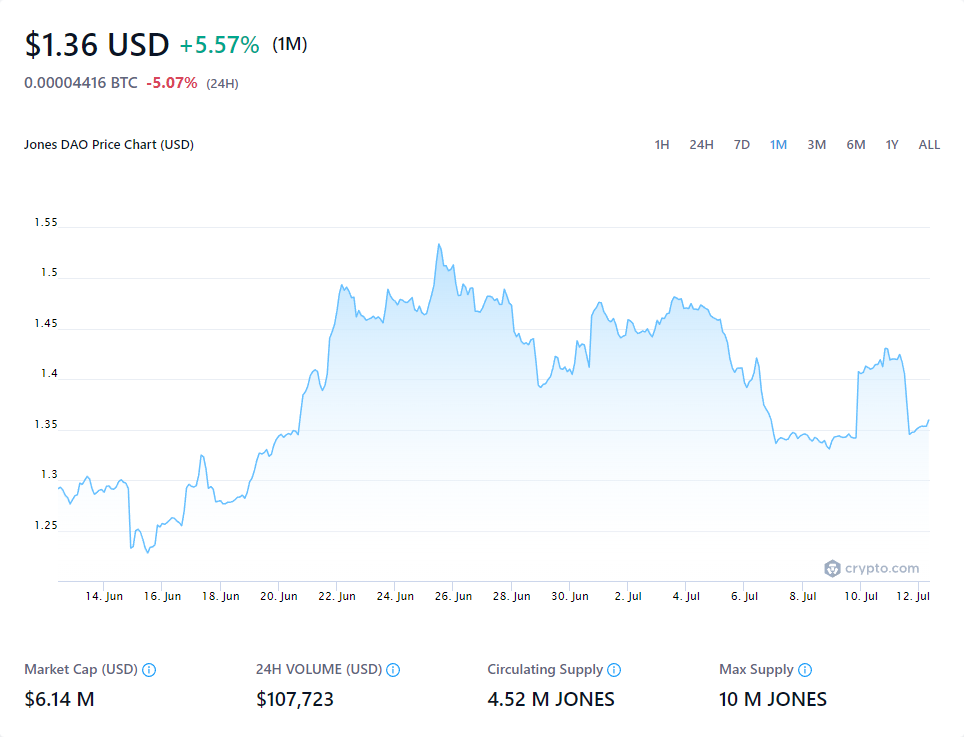 $1.36 USD +5.57% (1M)
0.00004416 BTC -5.07% (24H)
Jones DAO Price Chart (USD) 1H 24H 7D 1M 3M 6M 1Y ALL
1.55
1.5
1.45
1.4
1.35
1.3
1.25
crypto.com
14. Jun 16. Jun 18. Jun 20. Jun 22. Jun 24. Jun 26. Jun 28. Jun 30. Jun 2. Jul 4. Jul 6. Jul 8. Jul 10. Jul 12. Jul
Market Cap (USD) 24H VOLUME (USD) Circulating Supply Max Supply
$6.14 M $107,723 4.52 M JONES 10 M JONES